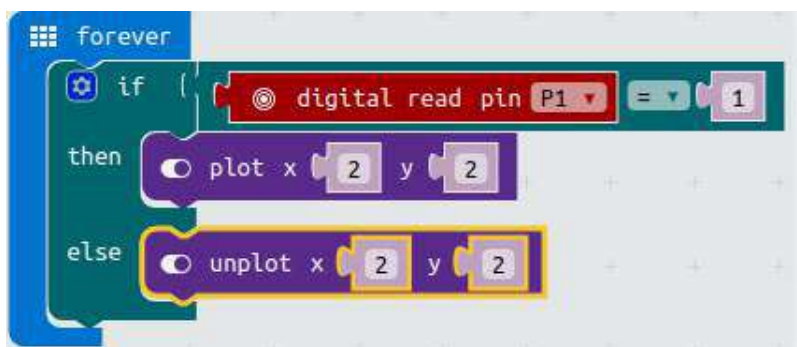 forever
if digital read pin P1 = 1
then plot x 2 y 2
else unplot x 2 y 2